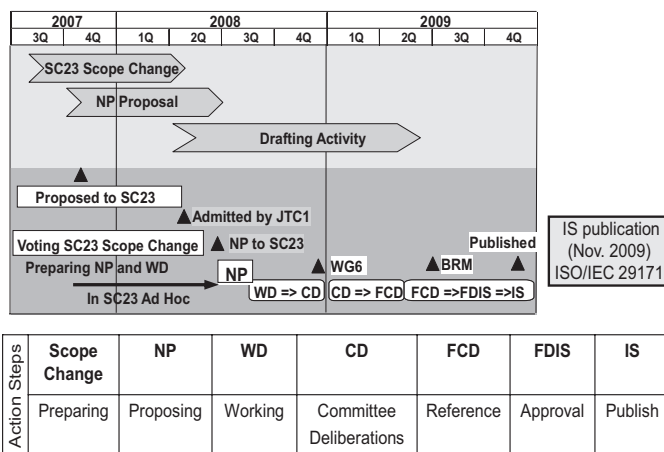 2007 2008 2009
3Q 4Q 1Q 2Q 3Q 4Q 1Q 2Q 3Q 4Q
SC23 Scope Change
NP Proposal
Drafting Activity
Proposed to SC23
Admitted by JTC1
Voting SC23 Scope Change NP to SC23 Published
Preparing NP and WD NP WG6 BRM
In SC23 Ad Hoc WD => CD CD => FCD FCD =>FDIS =>IS
IS publication
(Nov. 2009)
ISO/IEC 29171
Action Steps
Scope Change NP WD CD FCD FDIS IS
Preparing Proposing Working Committee Deliberations Reference Approval Publish